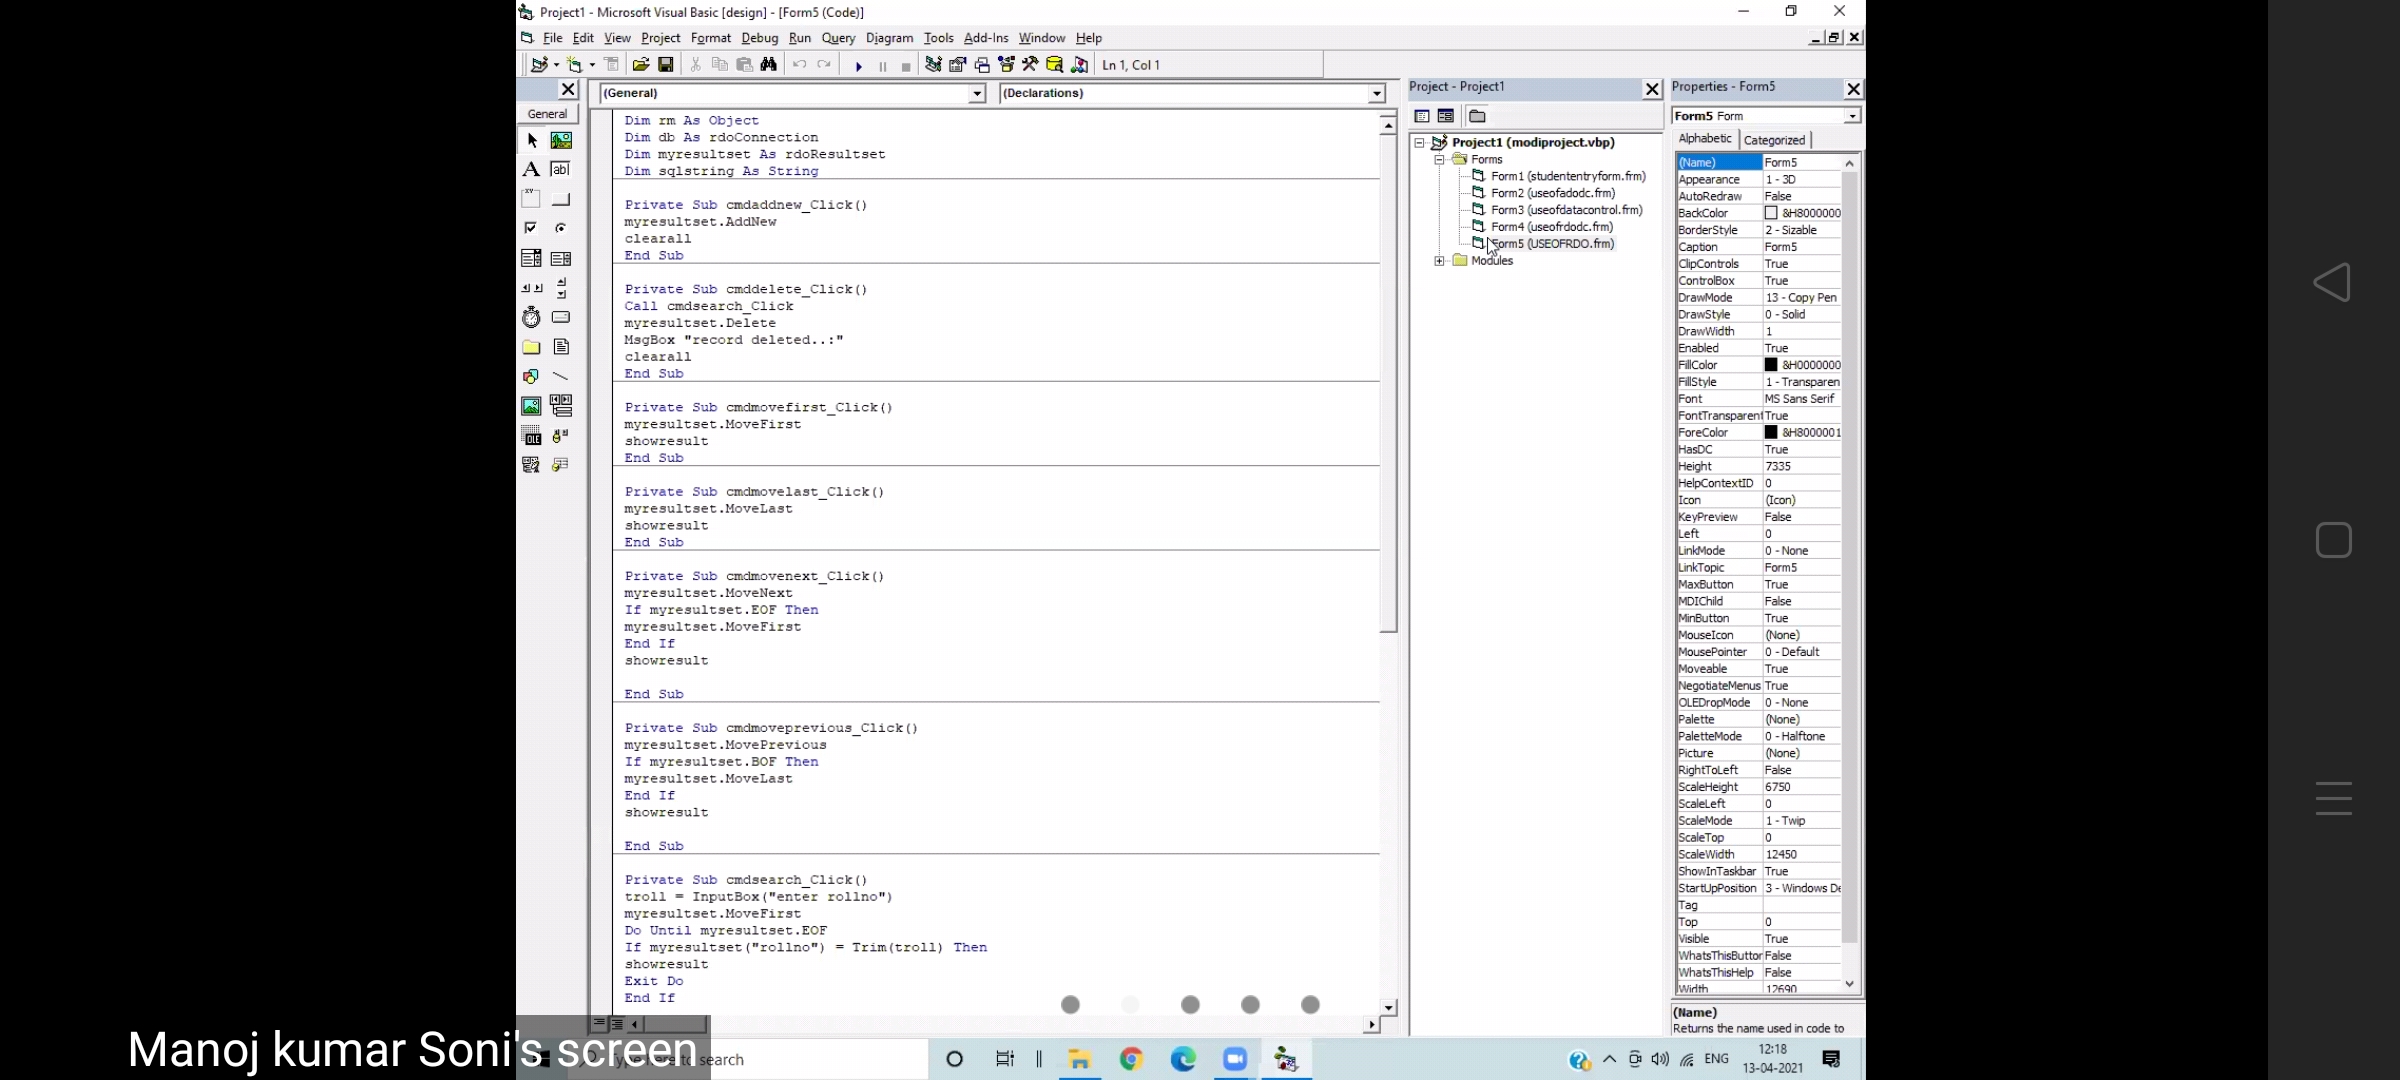 Project1 - Microsoft Visual Basic [design] - [Form5 (Code)]
File Edit View Project Format Debug Run Query Diagram Tools Add-Ins Window Help
Ln 1, Col 1
General
(General) (Declarations)
Dim rm As Object
Dim db As rdoConnection
Dim myresultset As rdoResultset
Dim sqlstring As String
Private Sub cmdaddnew_Click()
myresultset.AddNew
clearall
End Sub
Private Sub cmddelete_Click()
Call cmdsearch_Click
myresultset.Delete
MsgBox "record deleted..:"
clearall
End Sub
Private Sub cmdmovefirst_Click()
myresultset.MoveFirst
showresult
End Sub
Private Sub cmdmovelast_Click()
myresultset.MoveLast
showresult
End Sub
Private Sub cmdmovenext_Click()
myresultset.MoveNext
If myresultset.EOF Then
myresultset.MoveFirst
End If
showresult
End Sub
Private Sub cmdmoveprevious_Click()
myresultset.MovePrevious
If myresultset.BOF Then
myresultset.MoveLast
End If
showresult
End Sub
Private Sub cmdsearch_Click()
troll = InputBox("enter rollno")
myresultset.MoveFirst
Do Until myresultset.EOF
If myresultset("rollno") = Trim(troll) Then
showresult
Exit Do
End If
Project - Project1
Project1 (modiproject.vbp)
Forms
Form1 (studententryform.frm)
Form2 (useofadodc.frm)
Form3 (useofdatacontrol.frm)
Form4 (useofrdodc.frm)
Form5 (USEOFRDO.frm)
Modules
Properties - Form5
Form5 Form
Alphabetic Categorized
(Name) Form5
Appearance 1 - 3D
AutoRedraw False
BackColor &H8000000
BorderStyle 2 - Sizable
Caption Form5
ClipControls True
ControlBox True
DrawMode 13 - Copy Pen
DrawStyle 0 - Solid
DrawWidth 1
Enabled True
FillColor &H0000000
FillStyle 1 - Transparen
Font MS Sans Serif
FontTransparent True
ForeColor &H8000001
HasDC True
Height 7335
HelpContextID 0
Icon (Icon)
KeyPreview False
Left 0
LinkMode 0 - None
LinkTopic Form5
MaxButton True
MDIChild False
MinButton True
MouseIcon (None)
MousePointer 0 - Default
Moveable True
NegotiateMenus True
OLEDropMode 0 - None
Palette (None)
PaletteMode 0 - Halftone
Picture (None)
RightToLeft False
ScaleHeight 6750
ScaleLeft 0
ScaleMode 1 - Twip
ScaleTop 0
ScaleWidth 12450
ShowInTaskbar True
StartUpPosition 3 - Windows De
Tag
Top 0
Visible True
WhatsThisButtor False
WhatsThisHelp False
Width 12690
(Name)
Returns the name used in code to
Manoj kumar Soni's screen
to search
ENG
12:18
13-04-2021